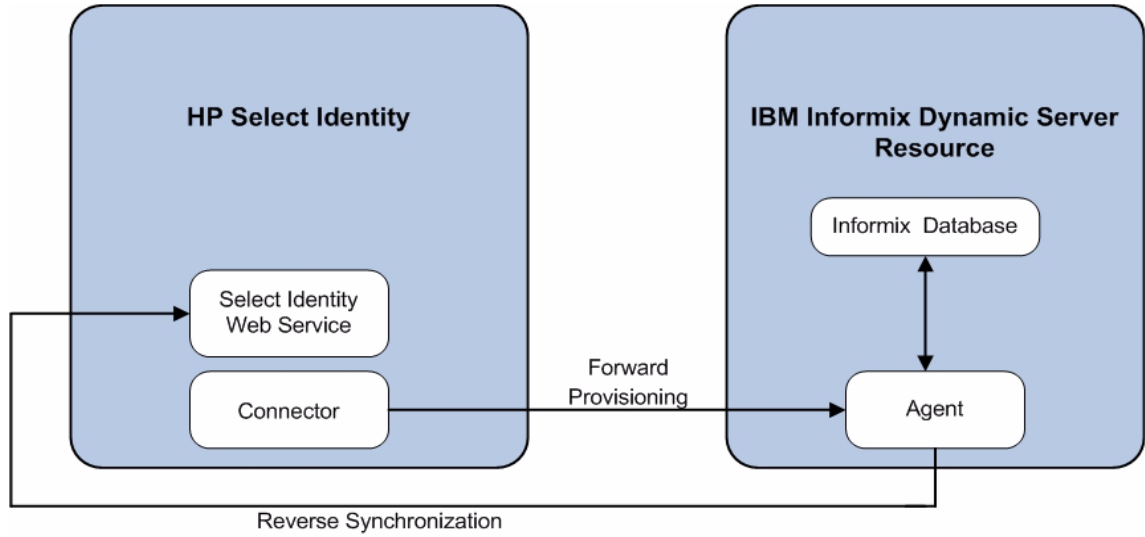 HP Select Identity
IBM Informix Dynamic Server
Resource
Informix Database
Select Identity
Web Service
Forward
Provisioning
Connector
Agent
Reverse Synchronization